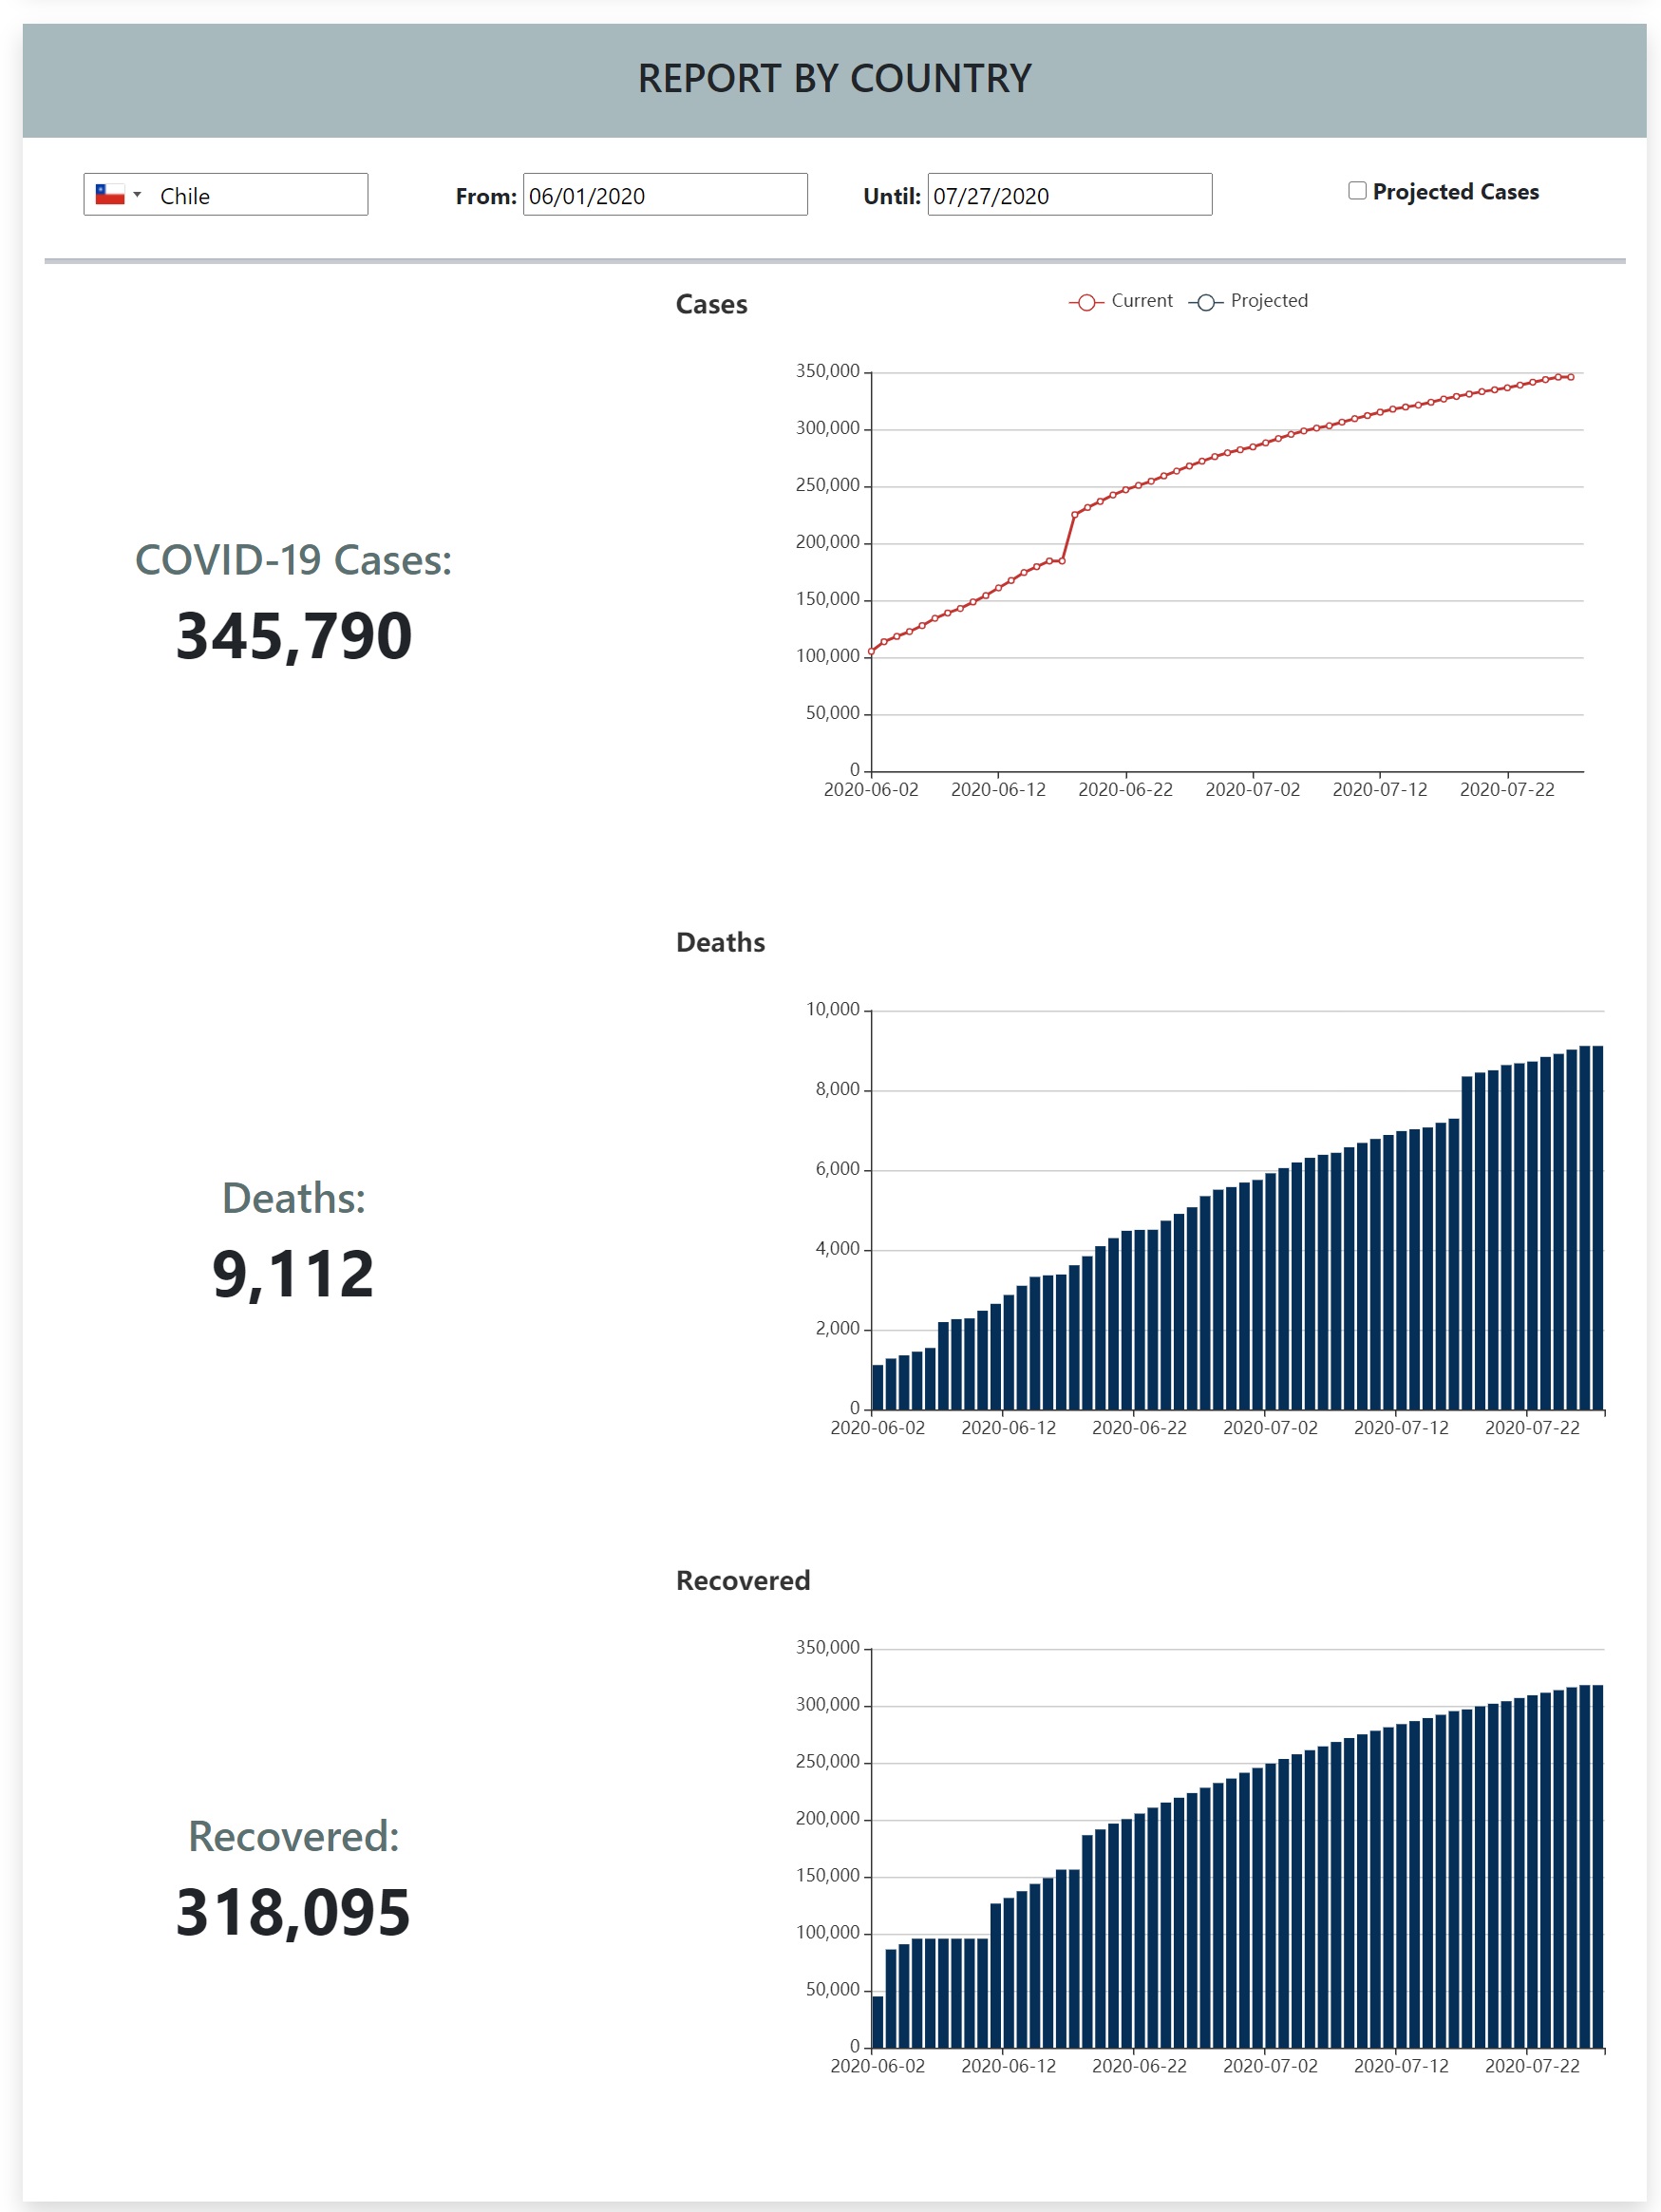 REPORT BY COUNTRY
Chile From: 06/01/2020 Until: 07/27/2020 Projected Cases
Cases Current Projected
350,000
300,000
250,000
200,000
150,000
100,000
50,000
0
2020-06-02 2020-06-12 2020-06-22 2020-07-02 2020-07-12 2020-07-22
COVID-19 Cases:
345,790
Deaths
10,000
8,000
6,000
4,000
2,000
0
2020-06-02 2020-06-12 2020-06-22 2020-07-02 2020-07-12 2020-07-22
Deaths:
9,112
Recovered
350,000
300,000
250,000
200,000
150,000
100,000
50,000
0
2020-06-02 2020-06-12 2020-06-22 2020-07-02 2020-07-12 2020-07-22
Recovered:
318,095